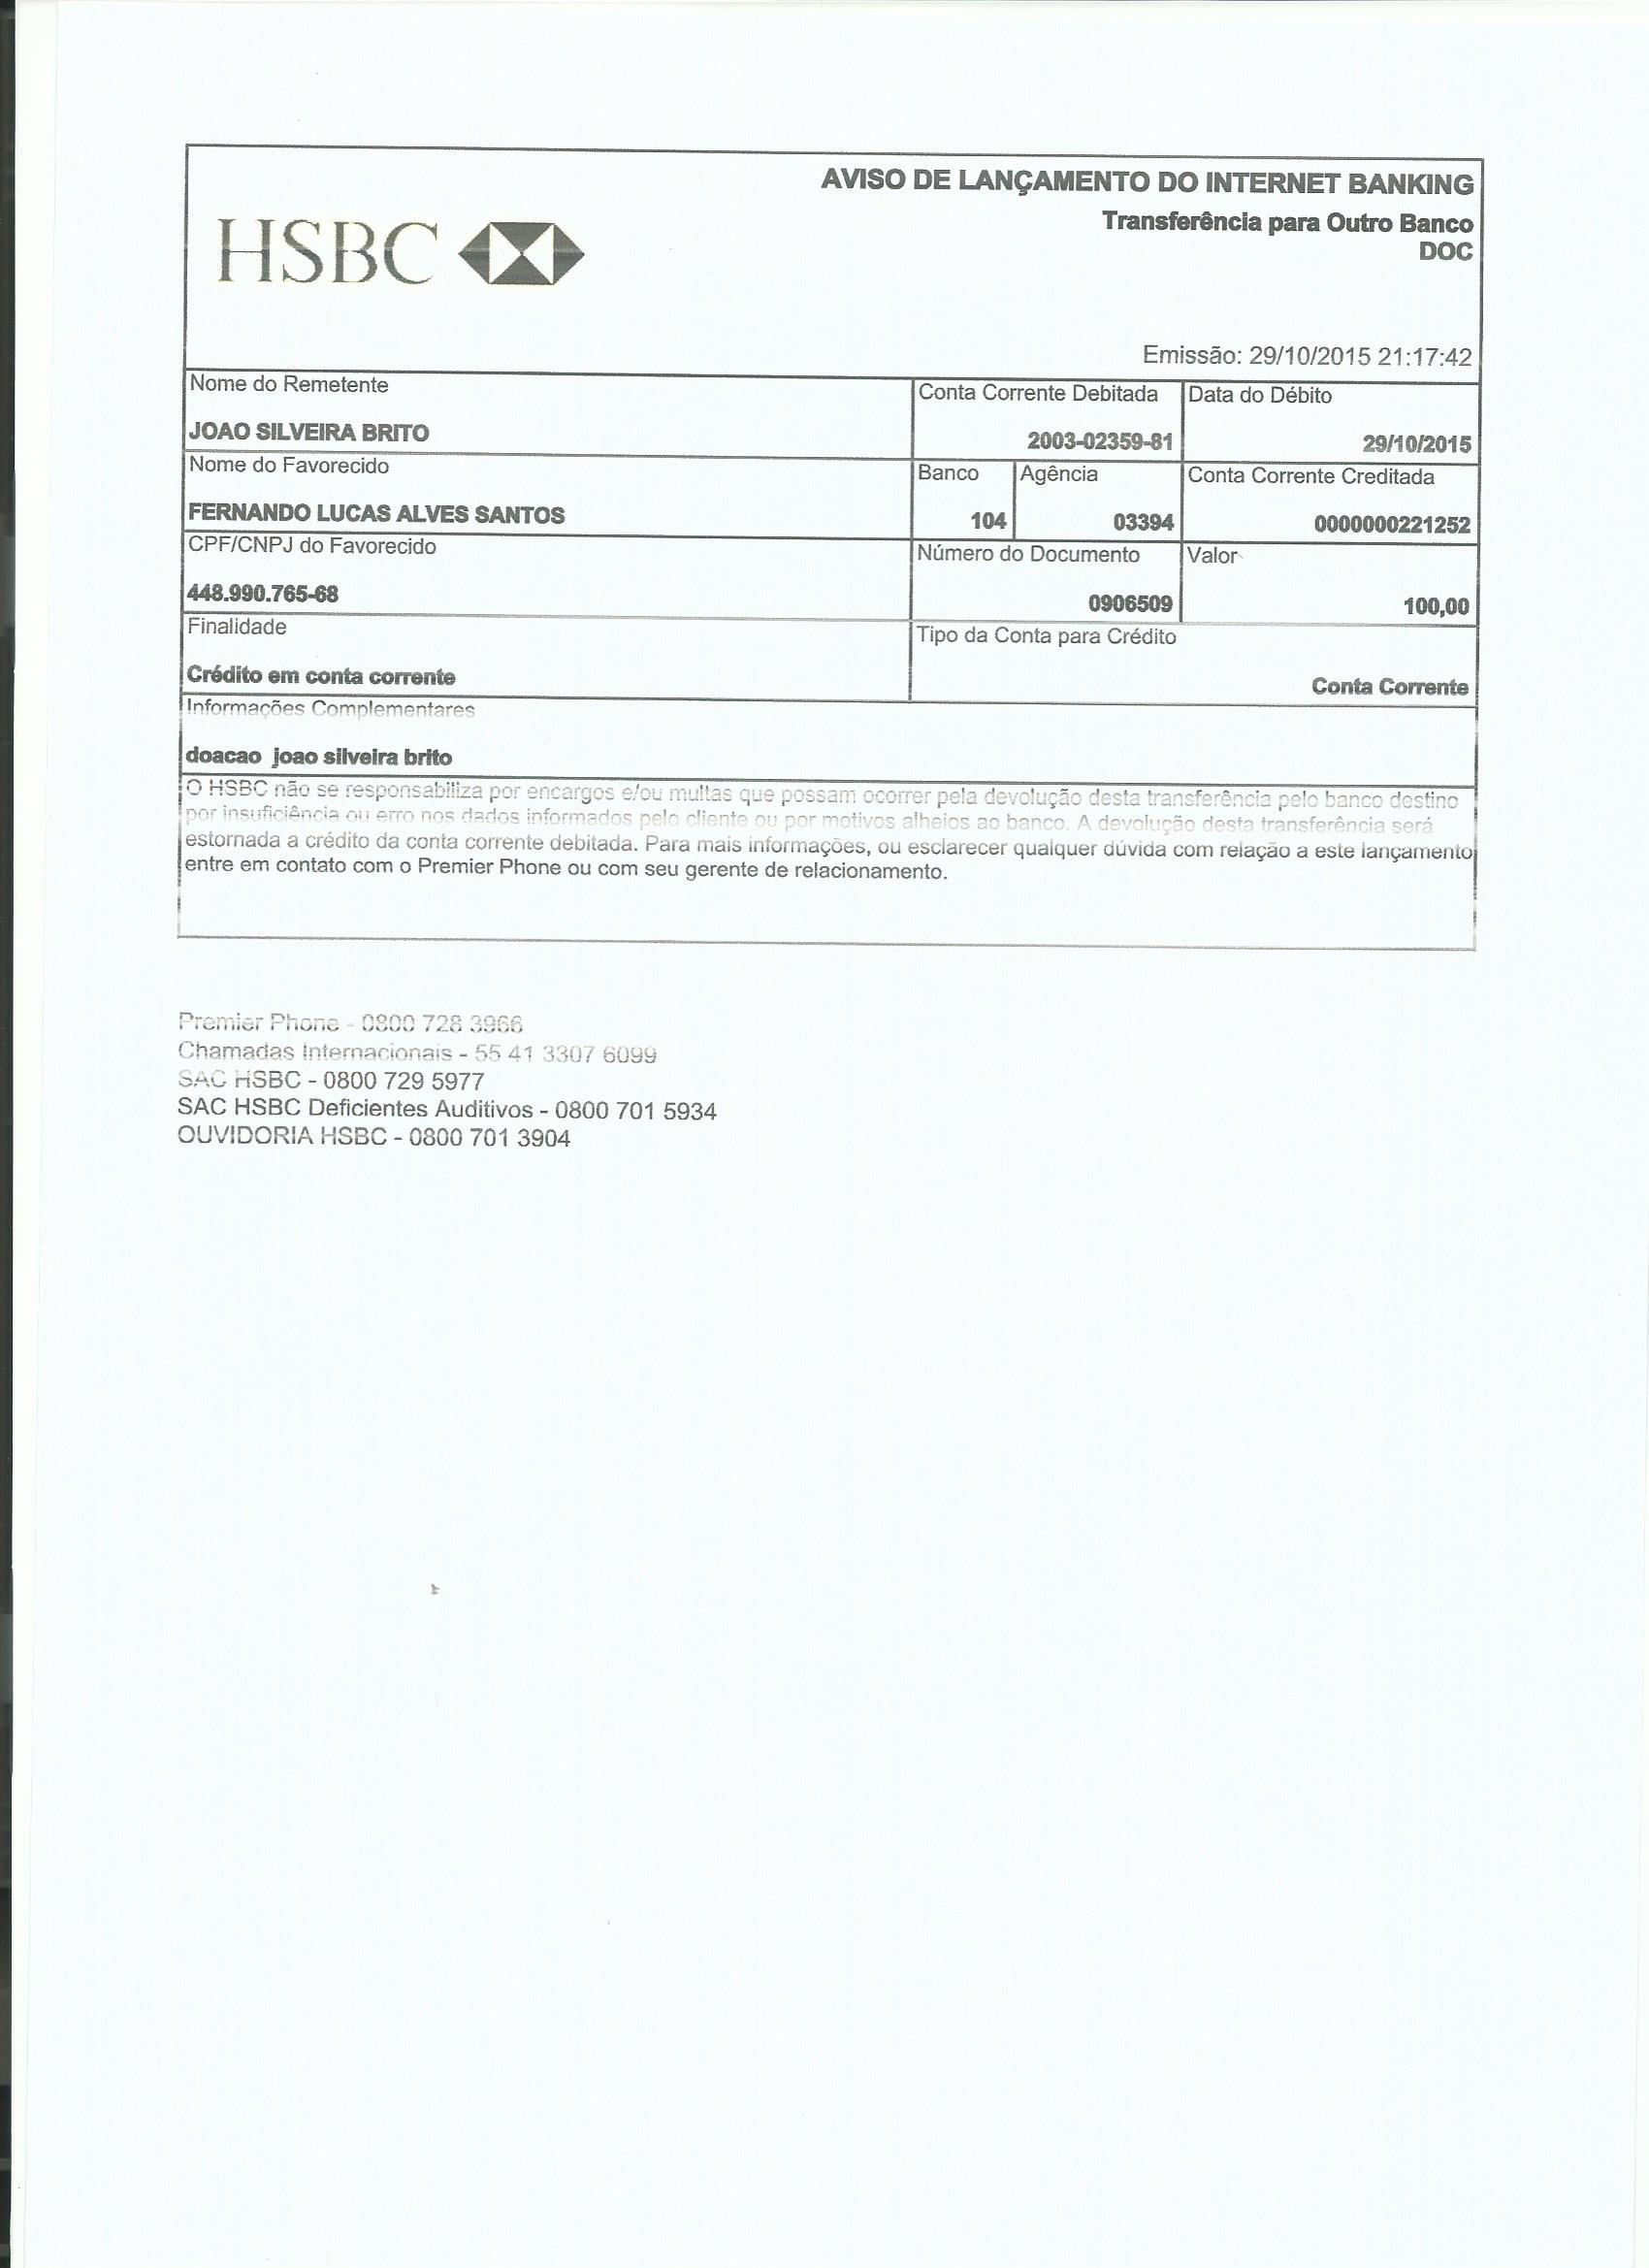 AVISO DE LANÇAMENTO DO INTERNET BANKING
HSBC
Transferência para Outro Banco
DOC
Emissão: 29/10/2015 21:17:42
Nome do Remetente
Conta Corrente Debitada
Data do Débito
JOAO SILVEIRA BRITO
2003-02359-81
29/10/2015
Nome do Favorecido
Banco
Agência
Conta Corrente Creditada
FERNANDO LUCAS ALVES SANTOS
104
03394
0000000221252
CPF/CNPJ do Favorecido
Número do Documento
Valor
448.990.765-68
0906509
100,00
Finalidade
Tipo da Conta para Crédito
Crédito em conta corrente
Conta Corrente
Informações Complementares
doacao joao silveira brito
O HSBC não se responsabiliza por encargos e/ou multas que possam ocorrer pela devolução desta transferência pelo banco destino
por insuficiência ou erro nos dados informados pelo cliente ou por motivos alheios ao banco. A devolução desta transferência será
estornada a crédito da conta corrente debitada. Para mais informações, ou esclarecer qualquer dúvida com relação a este lançamento
entre em contato com o Premier Phone ou com seu gerente de relacionamento.
Premier Phone - 0800 728 3966
Chamadas Internacionais - 55 41 3307 6099
SAC HSBC - 0800 729 5977
SAC HSBC Deficientes Auditivos - 0800 701 5934
OUVIDORIA HSBC - 0800 701 3904